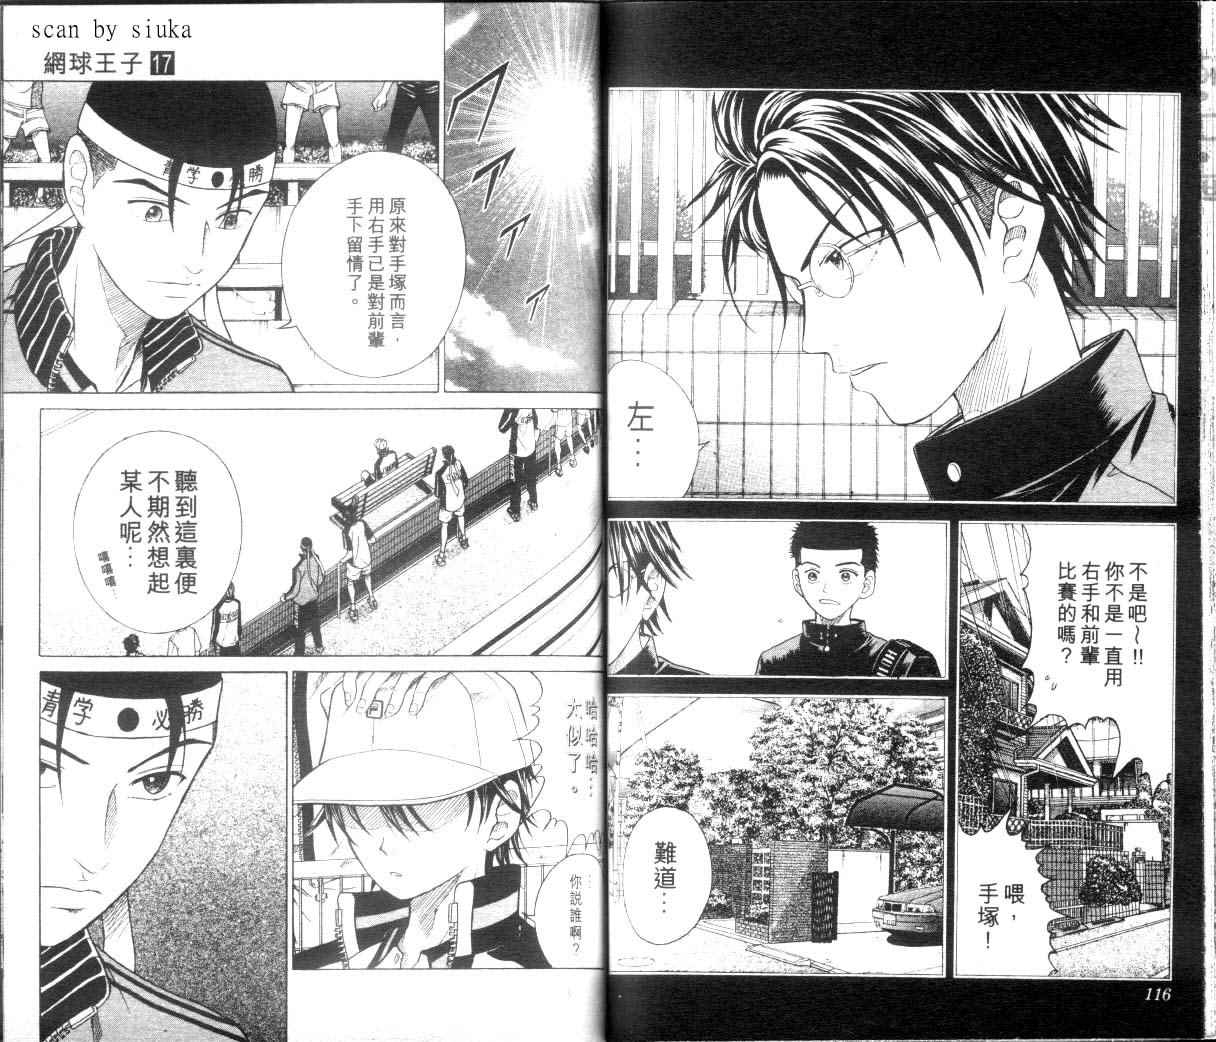 scan by siuka
網球王子 17
左…
不是吧～!!
你不是一直用
右手和前輩
比賽的嗎？
喂，
手塚！
難道…
116
原來對手塚而言，
用右手已是對前輩
手下留情了。
青学●勝
聽到這裏便
不期然想起
某人呢…
嘻嘻嘻…
哈哈哈…
太似了。
…
你說誰啊？
青学●必勝